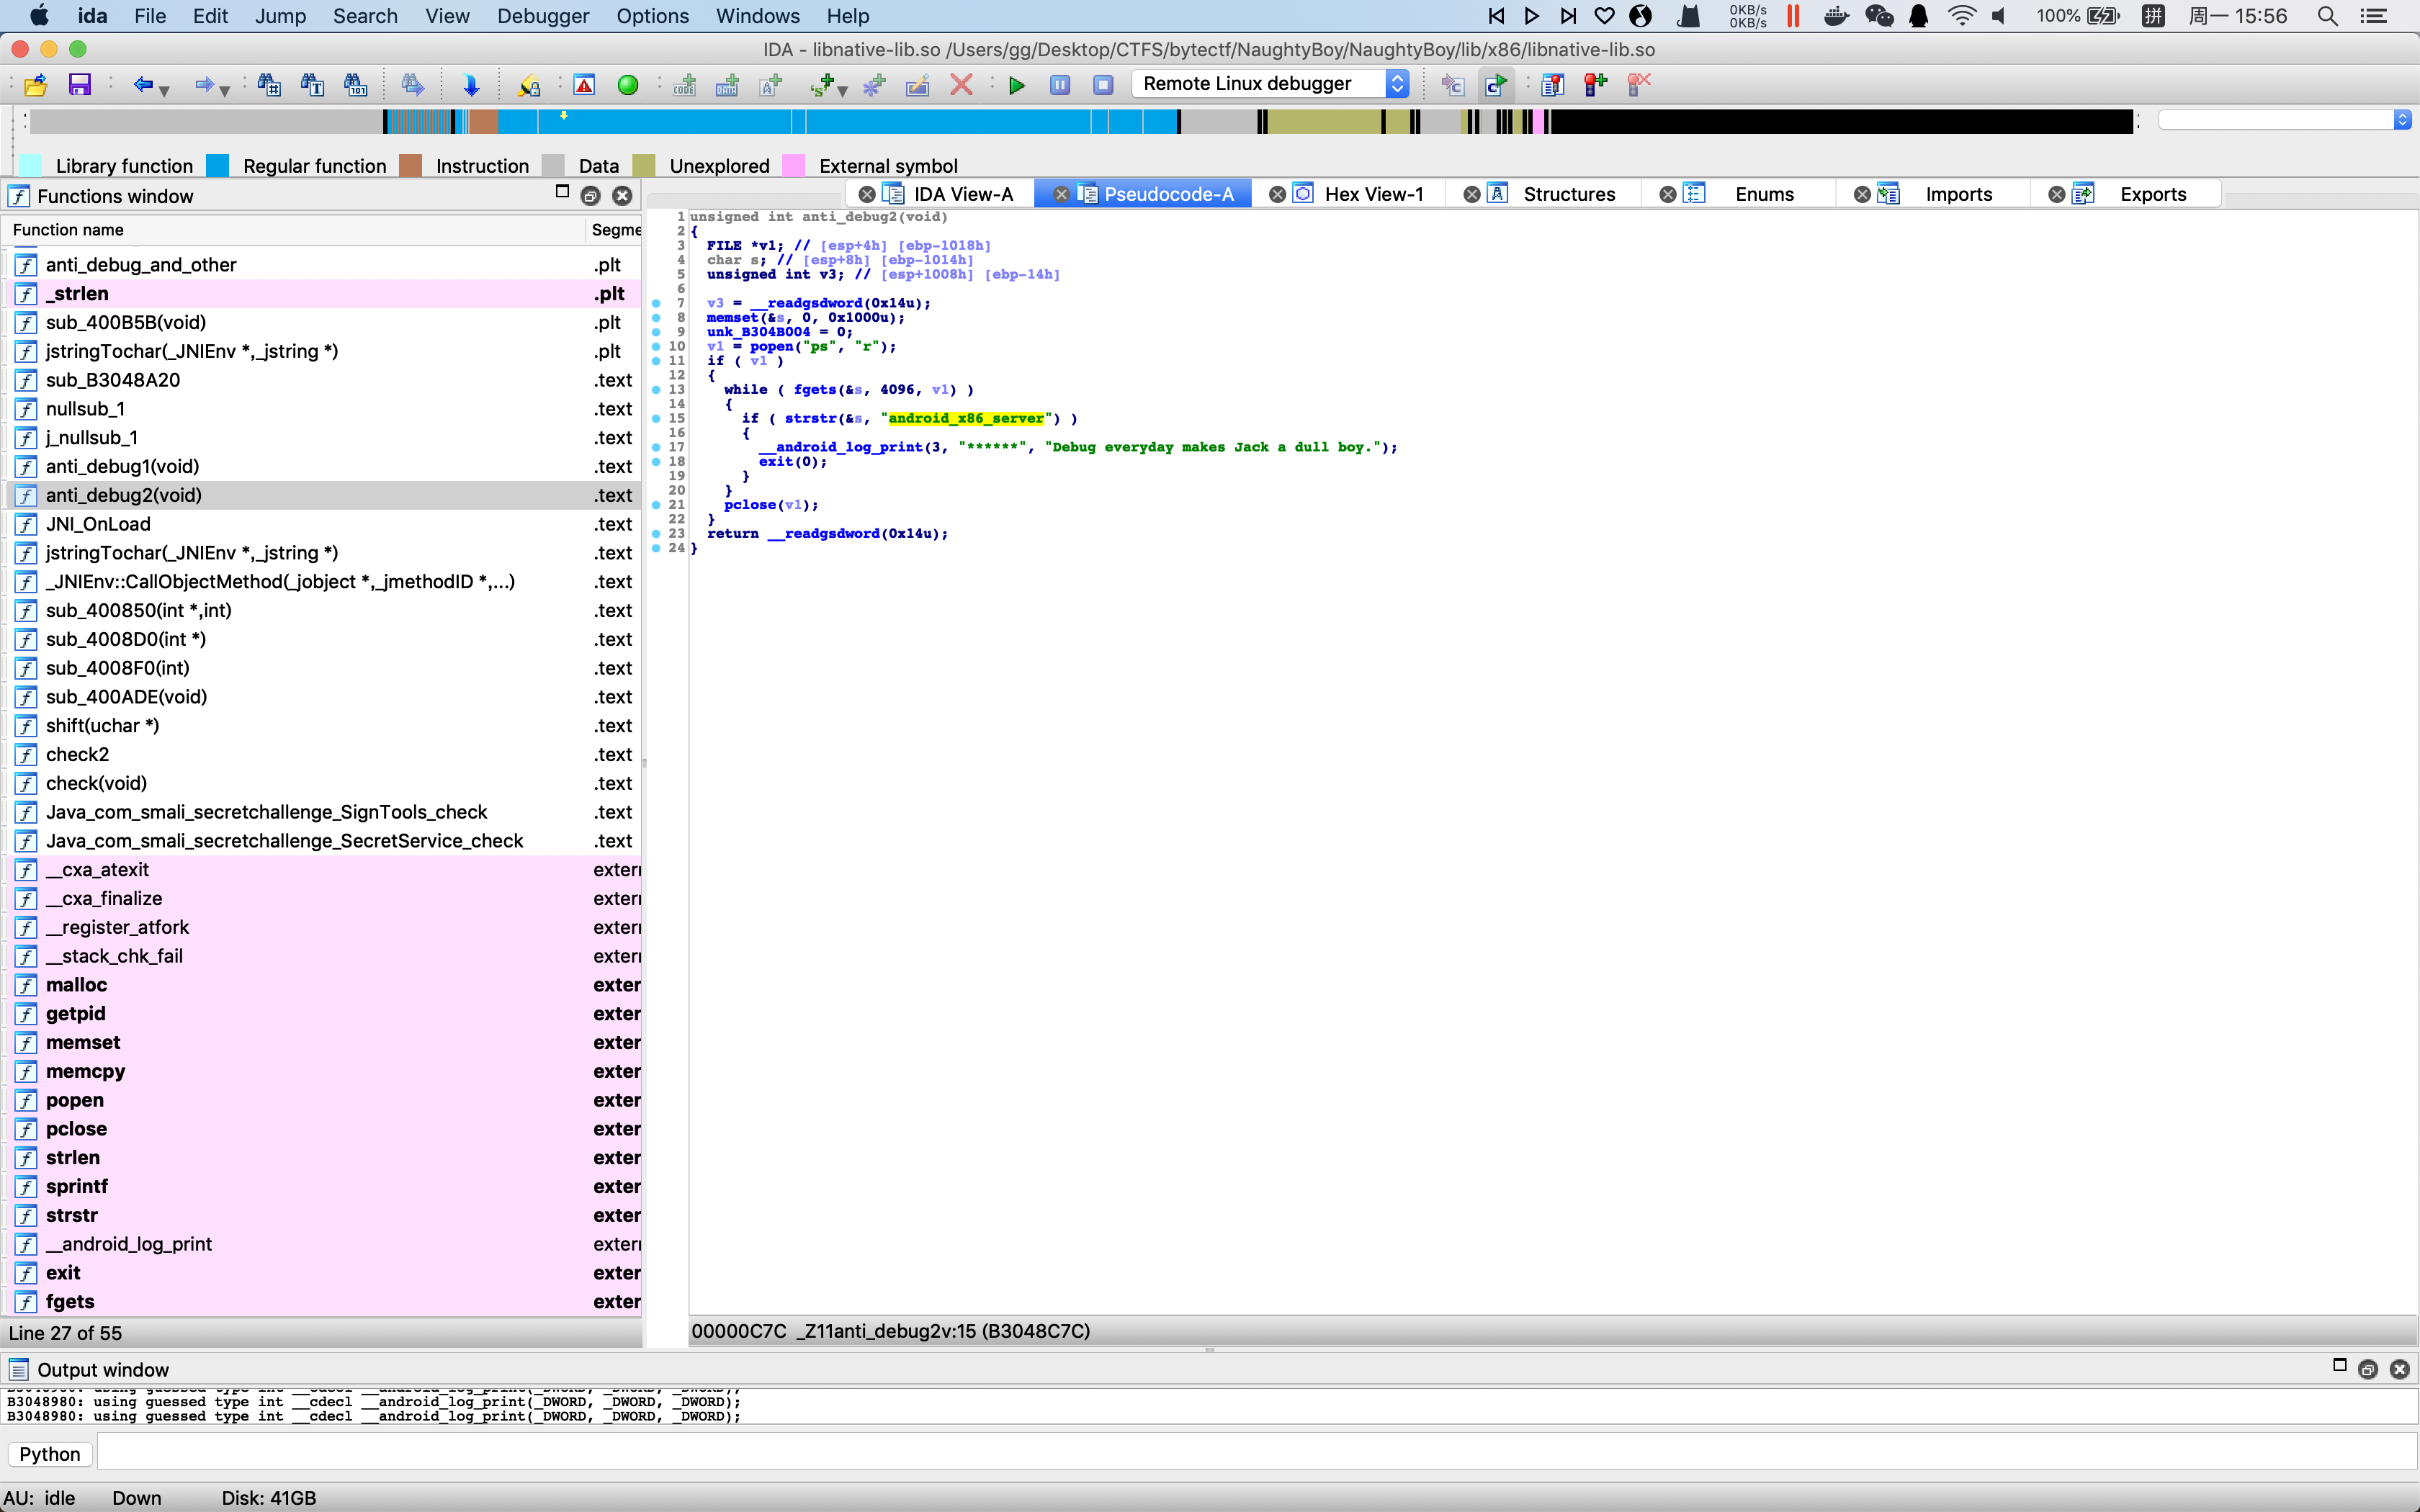 ida File Edit Jump Search View Debugger Options Windows Help 0KB/s 0KB/s 100% 拼 周一 15:56
IDA - libnative-lib.so /Users/gg/Desktop/CTFS/bytectf/NaughtyBoy/NaughtyBoy/lib/x86/libnative-lib.so
Remote Linux debugger
Library function Regular function Instruction Data Unexplored External symbol
Functions window
Function name Segme
anti_debug_and_other .plt
_strlen .plt
sub_400B5B(void) .plt
jstringTochar(_JNIEnv *,_jstring *) .plt
sub_B3048A20 .text
nullsub_1 .text
j_nullsub_1 .text
anti_debug1(void) .text
anti_debug2(void) .text
JNI_OnLoad .text
jstringTochar(_JNIEnv *,_jstring *) .text
_JNIEnv::CallObjectMethod(_jobject *,_jmethodID *,...) .text
sub_400850(int *,int) .text
sub_4008D0(int *) .text
sub_4008F0(int) .text
sub_400ADE(void) .text
shift(uchar *) .text
check2 .text
check(void) .text
Java_com_smali_secretchallenge_SignTools_check .text
Java_com_smali_secretchallenge_SecretService_check .text
__cxa_atexit extern
__cxa_finalize extern
__register_atfork extern
__stack_chk_fail extern
malloc exter
getpid exter
memset exter
memcpy exter
popen exter
pclose exter
strlen exter
sprintf exter
strstr exter
__android_log_print extern
exit exter
fgets exter
Line 27 of 55
IDA View-A Pseudocode-A Hex View-1 Structures Enums Imports Exports
1 unsigned int anti_debug2(void)
2 {
3 FILE *v1; // [esp+4h] [ebp-1018h]
4 char s; // [esp+8h] [ebp-1014h]
5 unsigned int v3; // [esp+1008h] [ebp-14h]
6
7 v3 = __readgsdword(0x14u);
8 memset(&s, 0, 0x1000u);
9 unk_B304B004 = 0;
10 v1 = popen("ps", "r");
11 if ( v1 )
12 {
13 while ( fgets(&s, 4096, v1) )
14 {
15 if ( strstr(&s, "android_x86_server") )
16 {
17 __android_log_print(3, "******", "Debug everyday makes Jack a dull boy.");
18 exit(0);
19 }
20 }
21 pclose(v1);
22 }
23 return __readgsdword(0x14u);
24 }
00000C7C _Z11anti_debug2v:15 (B3048C7C)
Output window
B3048980: using guessed type int __cdecl __android_log_print(_DWORD, _DWORD, _DWORD);
B3048980: using guessed type int __cdecl __android_log_print(_DWORD, _DWORD, _DWORD);
Python
AU: idle Down Disk: 41GB